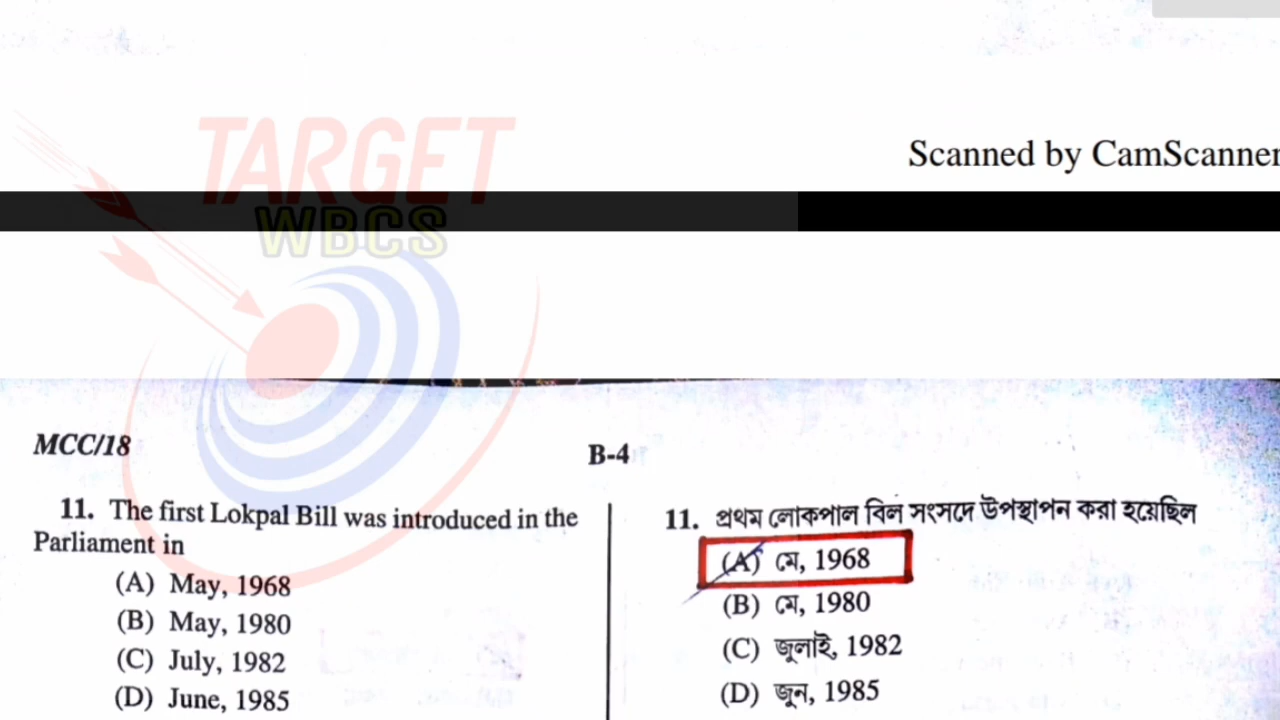 TARGET
WBCS
Scanned by CamScanner
MCC/18
B-4
11. The first Lokpal Bill was introduced in the
Parliament in
(A) May, 1968
(B) May, 1980
(C) July, 1982
(D) June, 1985
11. প্রথম লোকপাল বিল সংসদে উপস্থাপন করা হয়েছিল
(A) মে, 1968
(B) মে, 1980
(C) জুলাই, 1982
(D) জুন, 1985